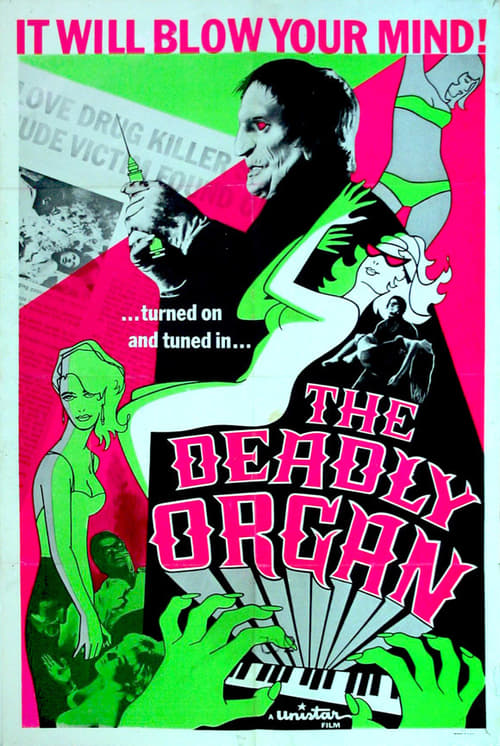 IT WILL BLOW YOUR MIND!
LOVE DRUG KILLER
NUDE VICTIM FOUND
...turned on
and tuned in...
THE
DEADLY
ORGAN
A unistar
FILM